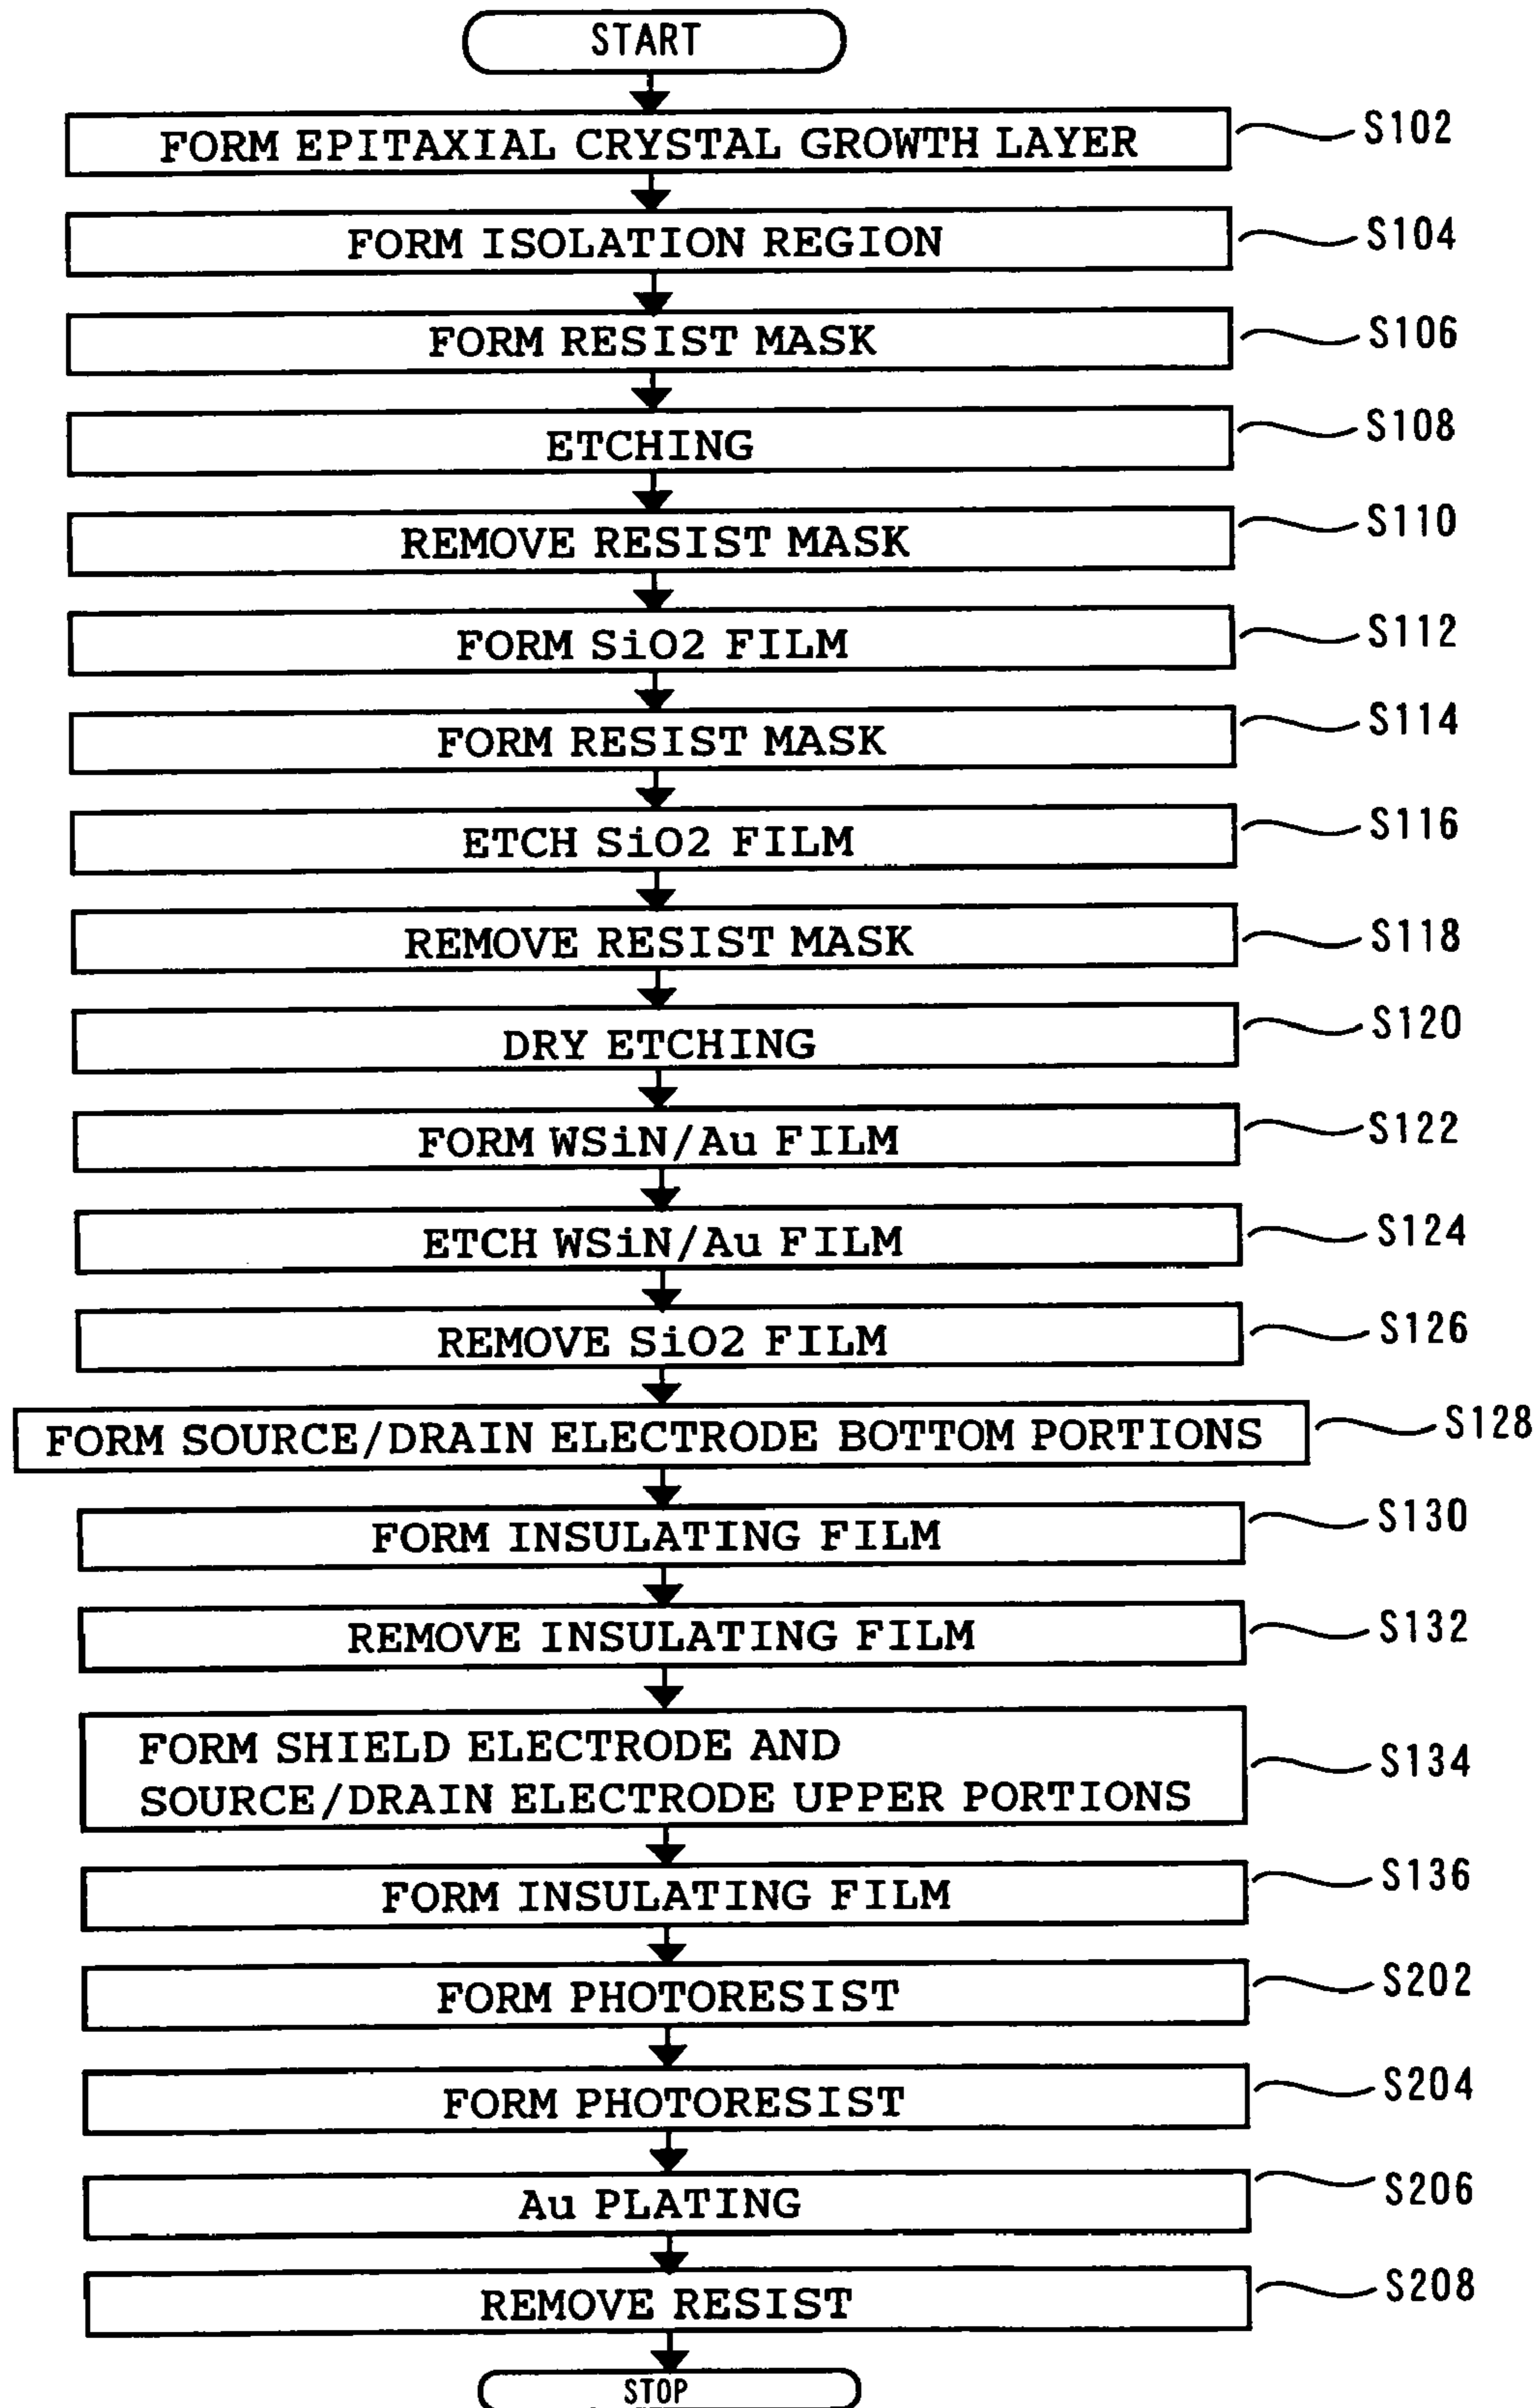 START
FORM EPITAXIAL CRYSTAL GROWTH LAYER S102
FORM ISOLATION REGION S104
FORM RESIST MASK S106
ETCHING S108
REMOVE RESIST MASK S110
FORM SiO2 FILM S112
FORM RESIST MASK S114
ETCH SiO2 FILM S116
REMOVE RESIST MASK S118
DRY ETCHING S120
FORM WSiN/Au FILM S122
ETCH WSiN/Au FILM S124
REMOVE SiO2 FILM S126
FORM SOURCE/DRAIN ELECTRODE BOTTOM PORTIONS S128
FORM INSULATING FILM S130
REMOVE INSULATING FILM S132
FORM SHIELD ELECTRODE AND
SOURCE/DRAIN ELECTRODE UPPER PORTIONS S134
FORM INSULATING FILM S136
FORM PHOTORESIST S202
FORM PHOTORESIST S204
Au PLATING S206
REMOVE RESIST S208
STOP